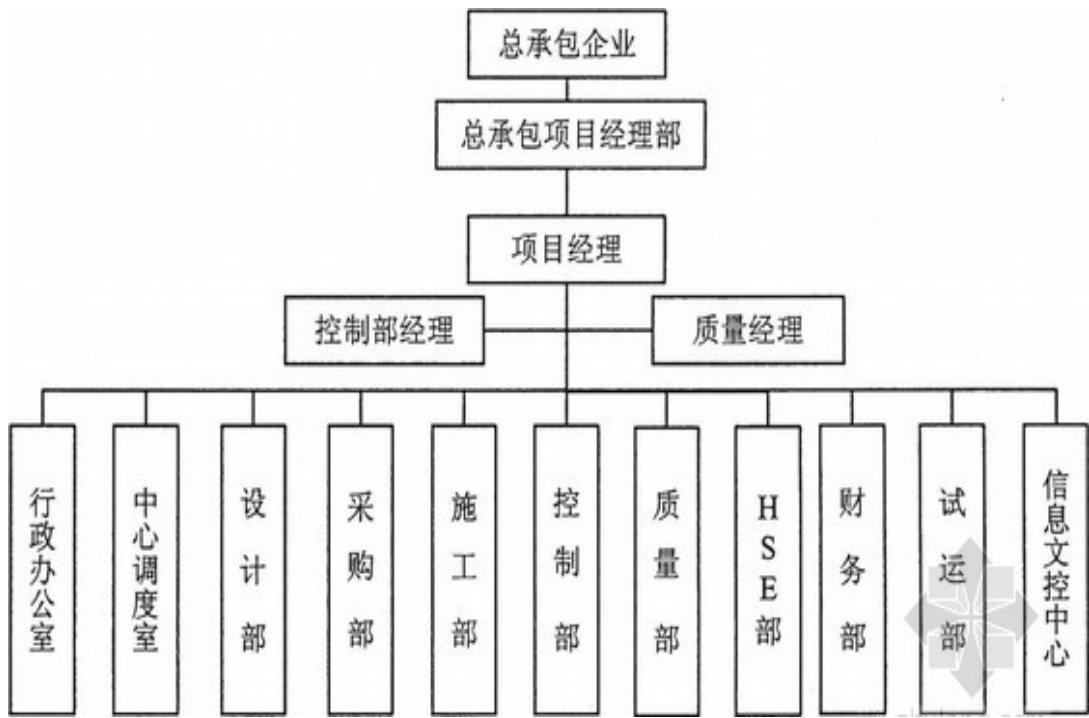 总承包企业
总承包项目经理部
项目经理
控制部经理
质量经理
行政办公室
中心调度室
设计部
采购部
施工部
控制部
质量部
HSE部
财务部
试运部
信息文控中心